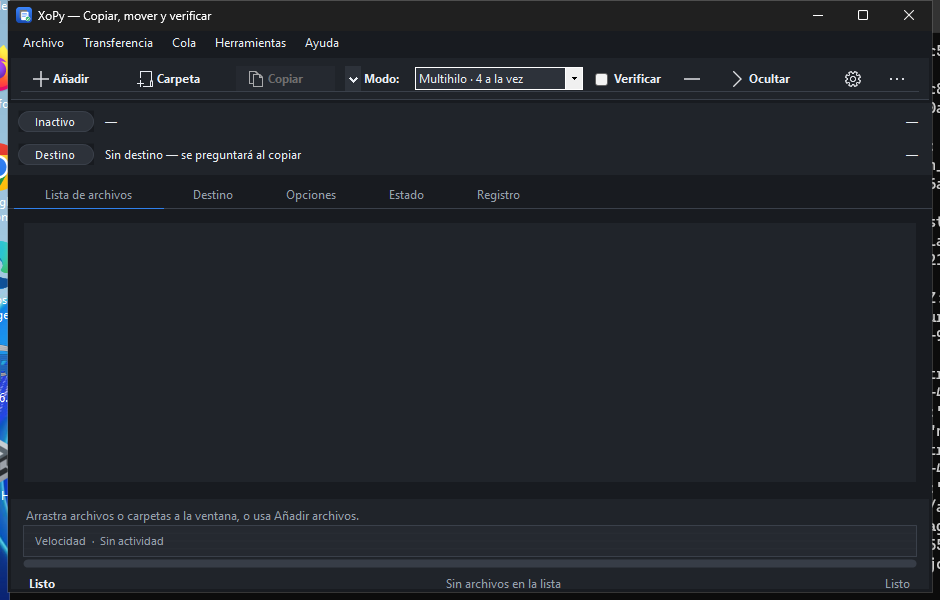 XoPy — Copiar, mover y verificar
Archivo Transferencia Cola Herramientas Ayuda
Añadir Carpeta Copiar Modo: Multihilo · 4 a la vez Verificar — Ocultar ...
Inactivo — —
Destino Sin destino — se preguntará al copiar —
Lista de archivos Destino Opciones Estado Registro
Arrastra archivos o carpetas a la ventana, o usa Añadir archivos.
Velocidad · Sin actividad
Listo Sin archivos en la lista Listo